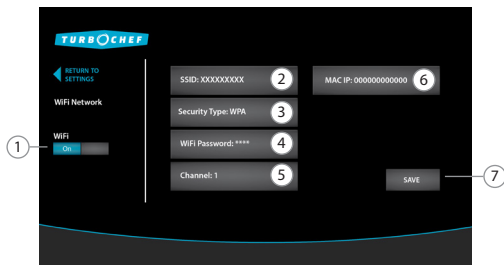 TURBOCHEF
RETURN TO
SETTINGS
WiFi Network
WiFi
On
1
SSID: XXXXXXXXX
2
Security Type: WPA
3
WiFi Password: ****
4
Channel: 1
5
MAC IP: 000000000000
6
SAVE
7